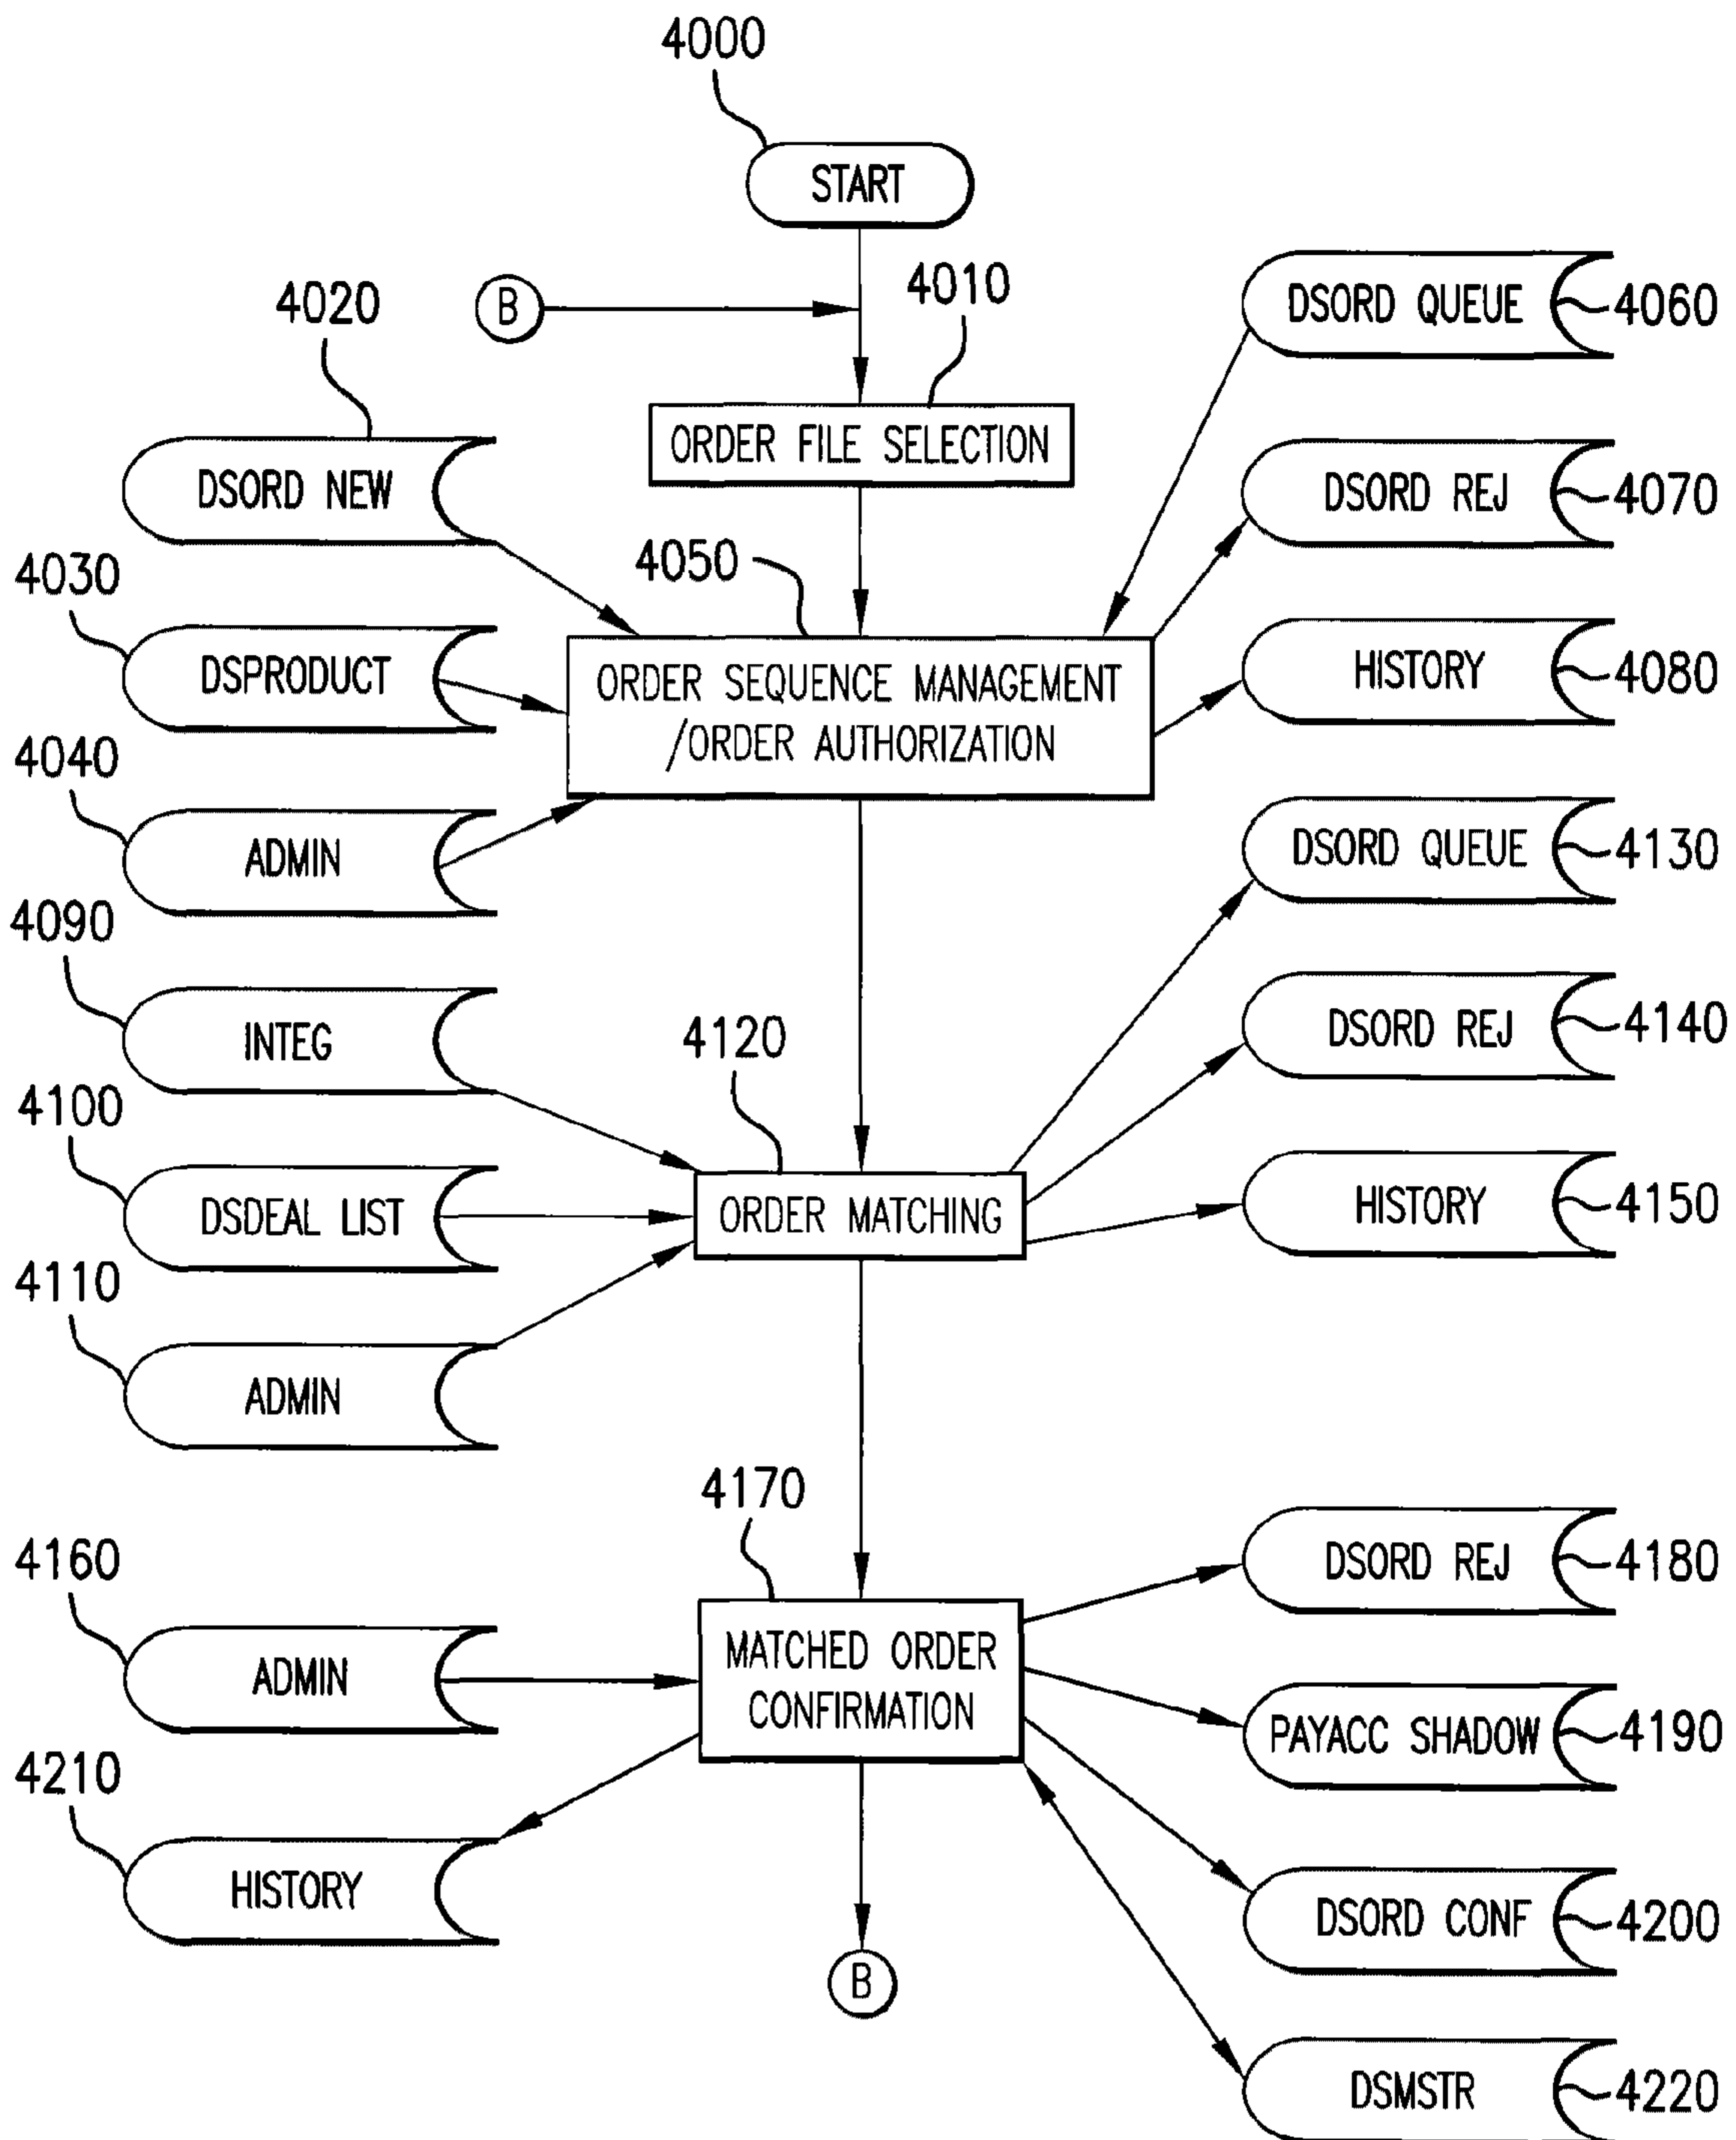 4000
START
B
4010
4020
DSORD QUEUE
4060
ORDER FILE SELECTION
DSORD NEW
DSORD REJ
4070
4030
4050
DSPRODUCT
ORDER SEQUENCE MANAGEMENT
/ORDER AUTHORIZATION
HISTORY
4080
4040
ADMIN
DSORD QUEUE
4130
4090
INTEG
4120
DSORD REJ
4140
4100
DSDEAL LIST
ORDER MATCHING
HISTORY
4150
4110
ADMIN
4170
4160
ADMIN
MATCHED ORDER
CONFIRMATION
DSORD REJ
4180
PAYACC SHADOW
4190
4210
HISTORY
DSORD CONF
4200
B
DSMSTR
4220